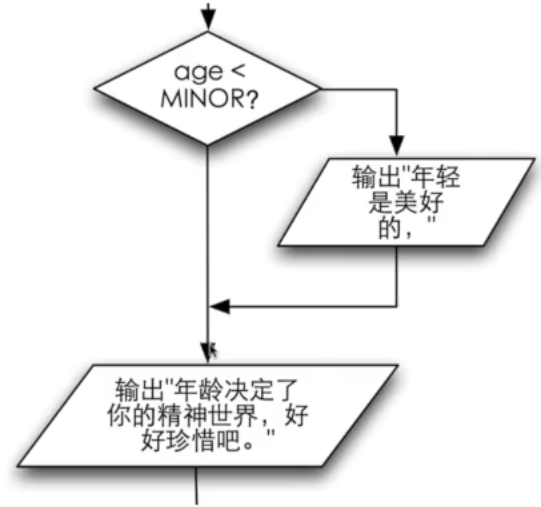 age <
MINOR?
输出"年轻
是美好
的，"
输出"年龄决定了
你的精神世界，好
好珍惜吧。"